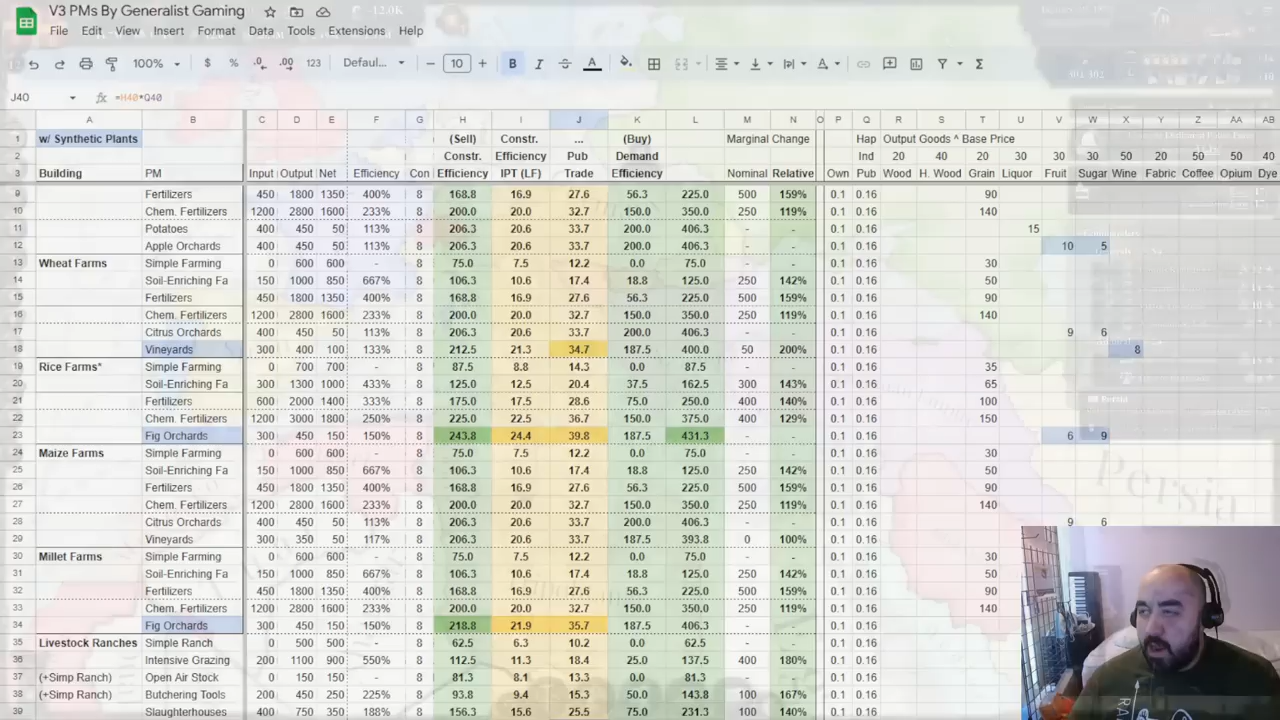 V3 PMs By Generalist Gaming
File Edit View Insert Format Data Tools Extensions Help
100% $ % .0 .00 123 Defaul... 10 B I A
J40 fx =H40*Q40
A B C D E F G H I J K L M N O P Q R S T U V W X Y Z AA AB
1 w/ Synthetic Plants (Sell) Constr. ... (Buy) Marginal Change Hap Output Goods ^ Base Price
2 Constr. Efficiency Pub Demand Ind 20 40 20 30 30 30 50 60 50 50 50 40
3 Building PM Input Output Net Efficiency Con Efficiency IPT (LF) Trade Efficiency Nominal Relative Own Pub Wood H. Wood Grain Liquor Fruit Sugar Wine Fabric Coffee Opium Silk Dye
9 Fertilizers 450 1800 1350 400% 8 168.8 16.9 27.6 56.3 225.0 500 159% 0.1 0.16 90
10 Chem. Fertilizers 1200 2800 1600 233% 8 200.0 20.0 32.7 150.0 350.0 250 119% 0.1 0.16 140
11 Potatoes 400 450 50 113% 8 206.3 20.6 33.7 200.0 406.3 - - 0.1 0.16 15
12 Apple Orchards 400 450 50 113% 8 206.3 20.6 33.7 200.0 406.3 - - 0.1 0.16 10 5
13 Wheat Farms Simple Farming 0 600 600 - 8 75.0 7.5 12.2 0.0 75.0 - - 0.1 0.16 30
14 Soil-Enriching Fa 150 1000 850 667% 8 106.3 10.6 17.4 18.8 125.0 250 142% 0.1 0.16 50
15 Fertilizers 450 1800 1350 400% 8 168.8 16.9 27.6 56.3 225.0 500 159% 0.1 0.16 90
16 Chem. Fertilizers 1200 2800 1600 233% 8 200.0 20.0 32.7 150.0 350.0 250 119% 0.1 0.16 140
17 Citrus Orchards 400 450 50 113% 8 206.3 20.6 33.7 200.0 406.3 - - 0.1 0.16 9 6
18 Vineyards 300 400 100 133% 8 212.5 21.3 34.7 187.5 400.0 50 200% 0.1 0.16 8
19 Rice Farms* Simple Farming 0 700 700 - 8 87.5 8.8 14.3 0.0 87.5 - - 0.1 0.16 35
20 Soil-Enriching Fa 300 1300 1000 433% 8 125.0 12.5 20.4 37.5 162.5 300 143% 0.1 0.16 65
21 Fertilizers 600 2000 1400 333% 8 175.0 17.5 28.6 75.0 250.0 400 140% 0.1 0.16 100
22 Chem. Fertilizers 1200 3000 1800 250% 8 225.0 22.5 36.7 150.0 375.0 400 129% 0.1 0.16 150
23 Fig Orchards 300 450 150 150% 8 243.8 24.4 39.8 187.5 431.3 - - 0.1 0.16 6 9
24 Maize Farms Simple Farming 0 600 600 - 8 75.0 7.5 12.2 0.0 75.0 - - 0.1 0.16 30
25 Soil-Enriching Fa 150 1000 850 667% 8 106.3 10.6 17.4 18.8 125.0 250 142% 0.1 0.16 50
26 Fertilizers 450 1800 1350 400% 8 168.8 16.9 27.6 56.3 225.0 500 159% 0.1 0.16 90
27 Chem. Fertilizers 1200 2800 1600 233% 8 200.0 20.0 32.7 150.0 350.0 250 119% 0.1 0.16 140
28 Citrus Orchards 400 450 50 113% 8 206.3 20.6 33.7 200.0 406.3 - - 0.1 0.16 9 6
29 Vineyards 300 350 50 117% 8 206.3 20.6 33.7 187.5 393.8 0 100% 0.1 0.16
30 Millet Farms Simple Farming 0 600 600 - 8 75.0 7.5 12.2 0.0 75.0 - - 0.1 0.16 30
31 Soil-Enriching Fa 150 1000 850 667% 8 106.3 10.6 17.4 18.8 125.0 250 142% 0.1 0.16 50
32 Fertilizers 450 1800 1350 400% 8 168.8 16.9 27.6 56.3 225.0 500 159% 0.1 0.16 90
33 Chem. Fertilizers 1200 2800 1600 233% 8 200.0 20.0 32.7 150.0 350.0 250 119% 0.1 0.16 140
34 Fig Orchards 300 450 150 150% 8 218.8 21.9 35.7 187.5 406.3 - - 0.1 0.16
35 Livestock Ranches Simple Ranch 0 500 500 - 8 62.5 6.3 10.2 0.0 62.5 - - 0.1 0.16
36 Intensive Grazing 200 1100 900 550% 8 112.5 11.3 18.4 25.0 137.5 400 180% 0.1 0.16
37 (+Simp Ranch) Open Air Stock 0 150 150 - 8 81.3 8.1 13.3 0.0 81.3 - - 0.1 0.16
38 (+Simp Ranch) Butchering Tools 200 450 250 225% 8 93.8 9.4 15.3 50.0 143.8 100 167% 0.1 0.16
39 Slaughterhouses 400 750 350 188% 8 156.3 15.6 25.5 75.0 231.3 100 140% 0.1 0.16
Persia